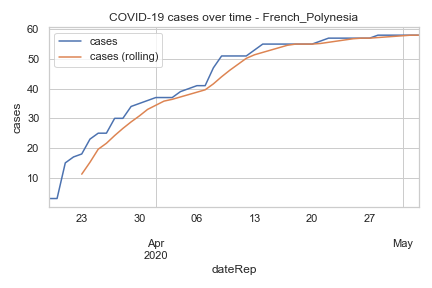 COVID-19 cases over time - French_Polynesia
60
50
40
30
20
10
cases
cases
cases (rolling)
23 30 06 13 20 27
Apr May
2020
dateRep